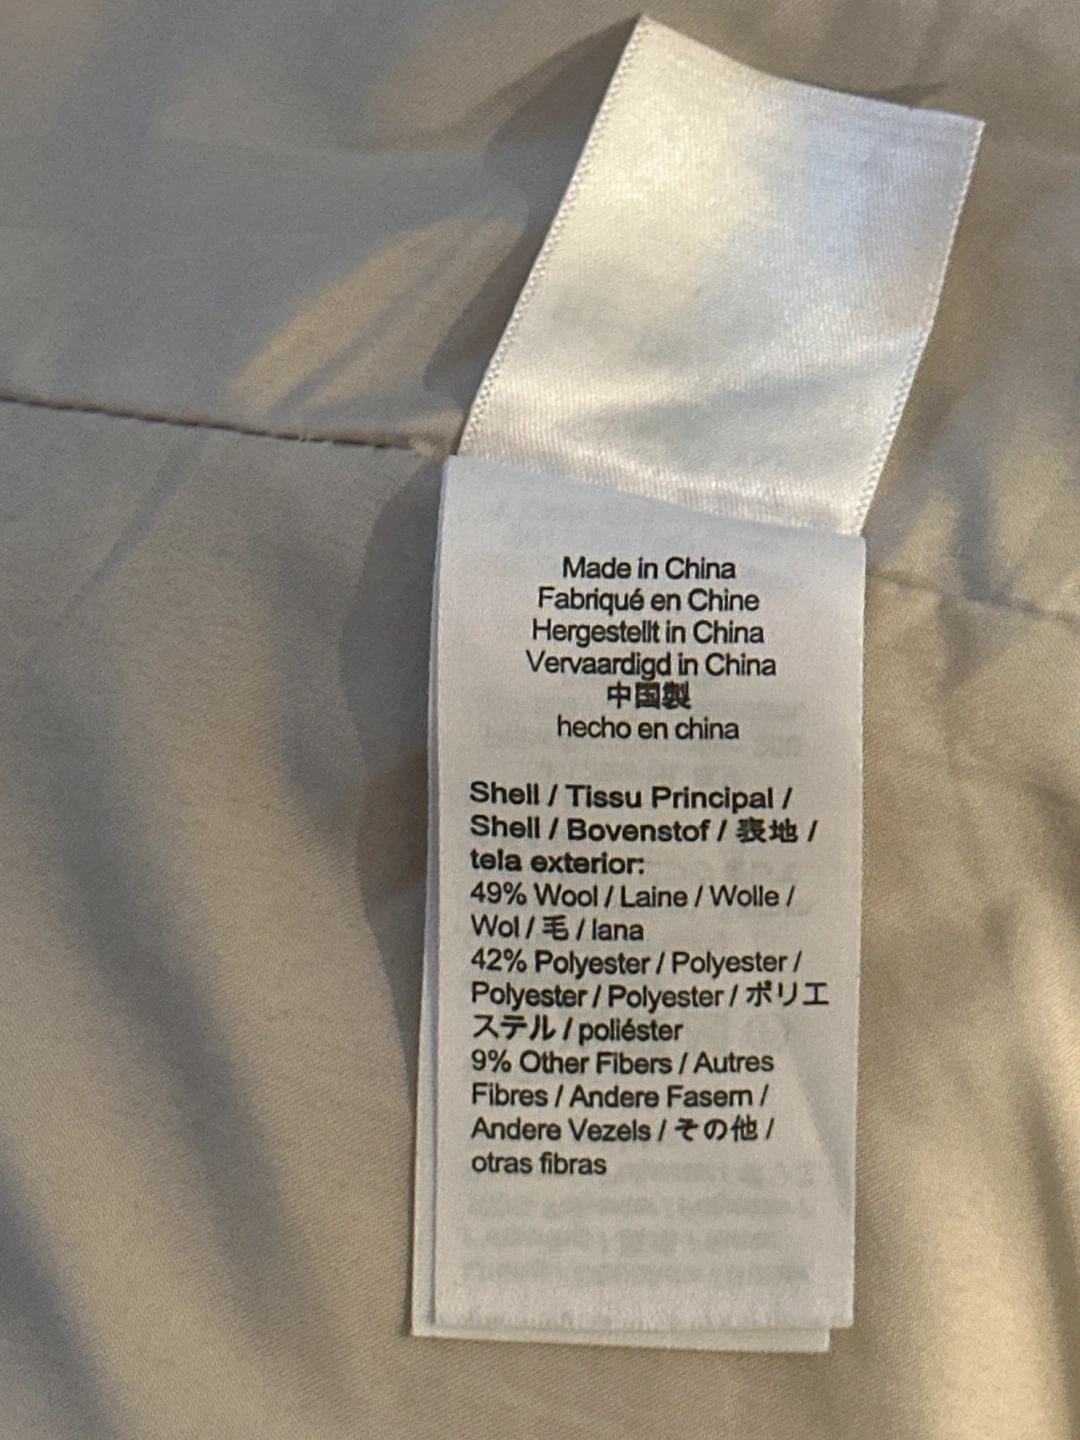 Made in China
Fabriqué en Chine
Hergestellt in China
Vervaardigd in China
中国製
hecho en china
Shell / Tissu Principal /
Shell / Bovenstof / 表地 /
tela exterior:
49% Wool / Laine / Wolle /
Wol / 毛 / lana
42% Polyester / Polyester /
Polyester / Polyester / ポリエ
ステル / poliéster
9% Other Fibers / Autres
Fibres / Andere Fasern /
Andere Vezels / その他 /
otras fibras